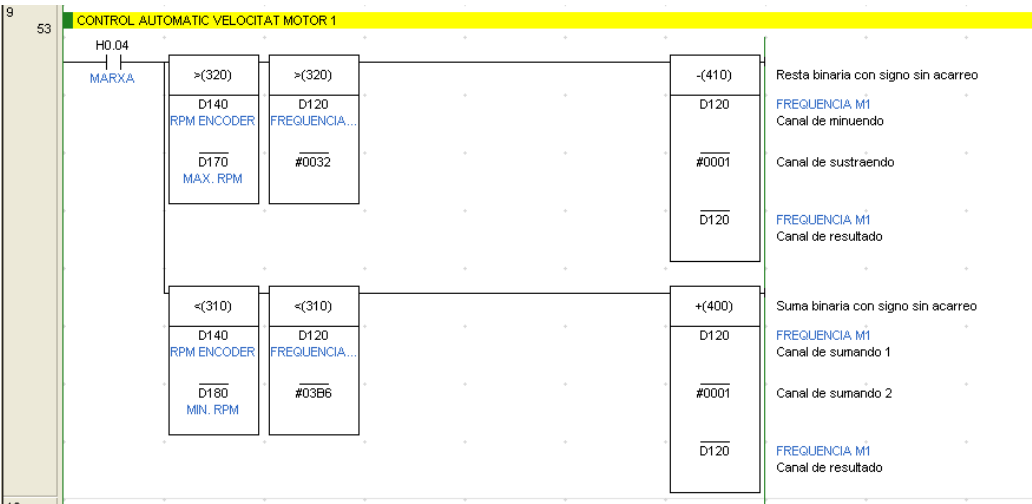 9
53
CONTROL AUTOMATIC VELOCITAT MOTOR 1
H0.04
MARXA
>(320)
D140
RPM ENCODER
D170
MAX. RPM
>(320)
D120
FREQUENCIA...
#0032
-(410)
Resta binaria con signo sin acarreo
D120
FREQUENCIA M1
Canal de minuendo
#0001
Canal de sustraendo
D120
FREQUENCIA M1
Canal de resultado
<(310)
D140
RPM ENCODER
D180
MIN. RPM
<(310)
D120
FREQUENCIA...
#03B6
+(400)
Suma binaria con signo sin acarreo
D120
FREQUENCIA M1
Canal de sumando 1
#0001
Canal de sumando 2
D120
FREQUENCIA M1
Canal de resultado